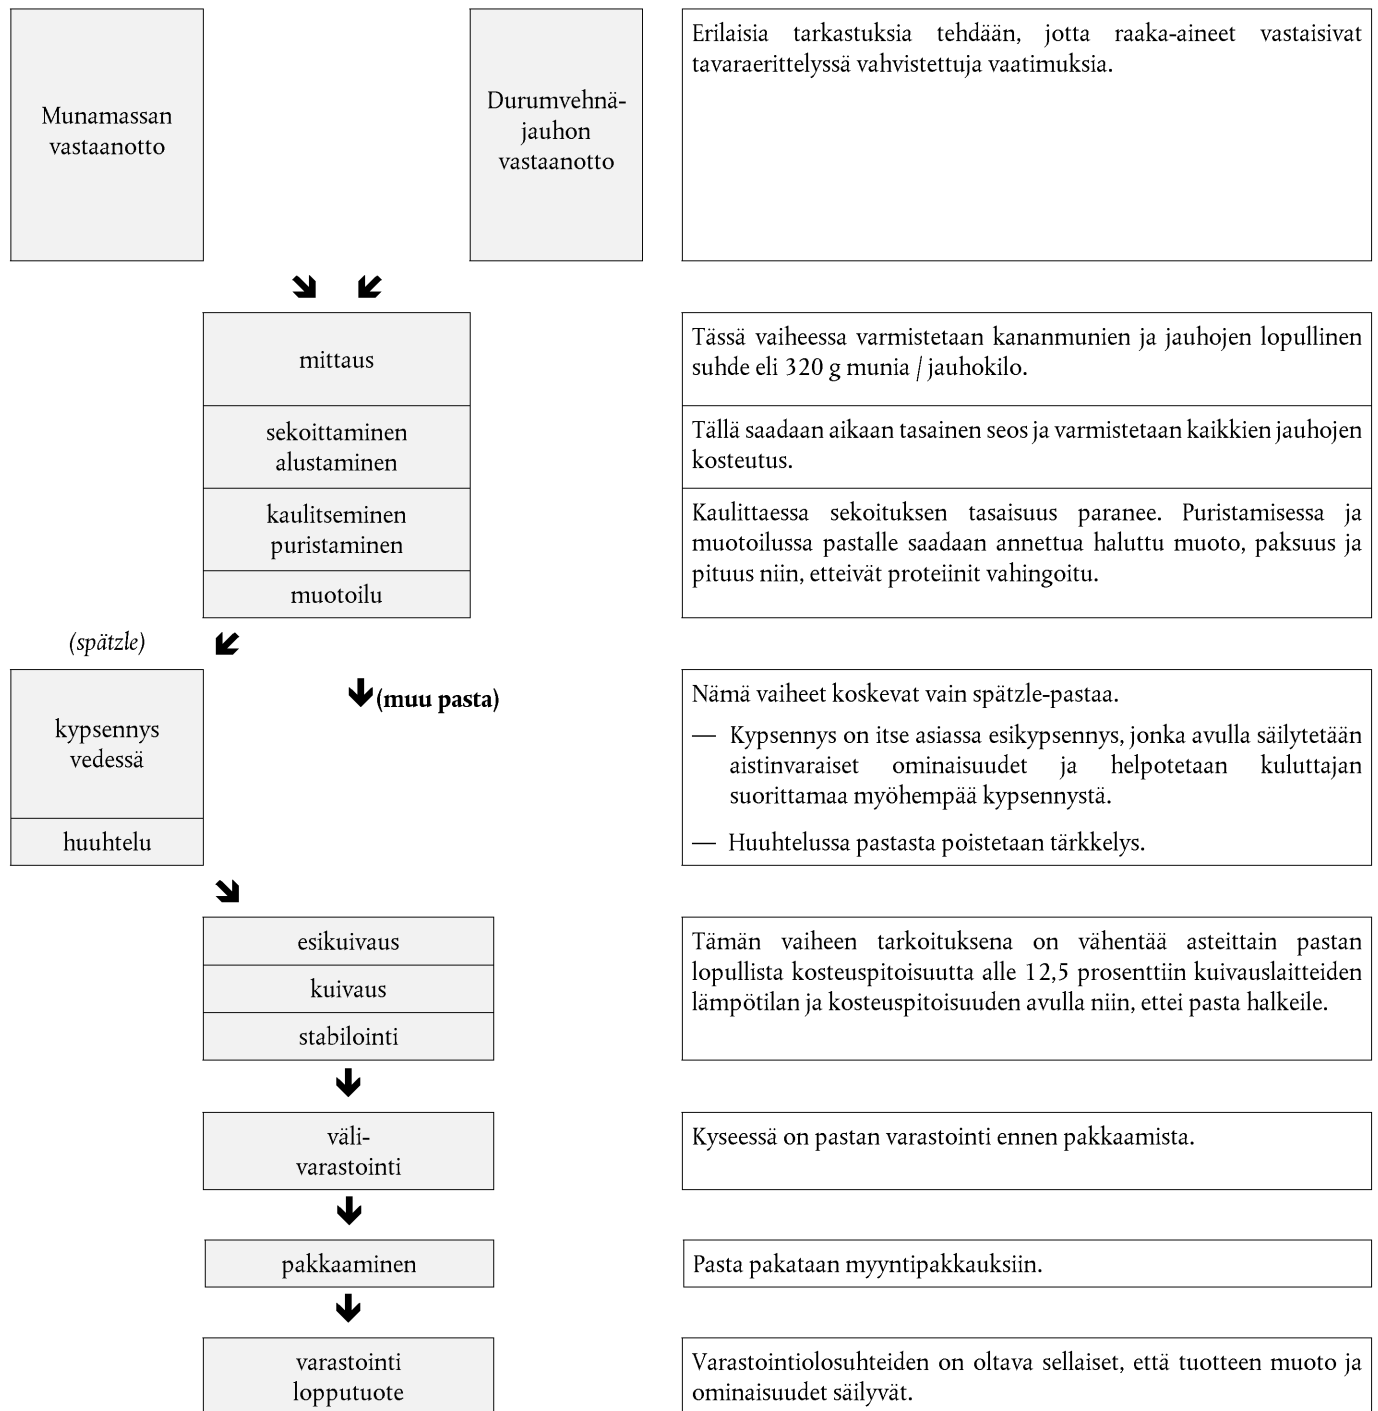 Munamassan
vastaanotto
Durumvehnä-
jauhon
vastaanotto
Erilaisia tarkastuksia tehdään, jotta raaka-aineet vastaisivat
tavaraerittelyssä vahvistettuja vaatimuksia.
mittaus
Tässä vaiheessa varmistetaan kananmunien ja jauhojen lopullinen
suhde eli 320 g munia / jauhokilo.
sekoittaminen
alustaminen
Tällä saadaan aikaan tasainen seos ja varmistetaan kaikkien jauhojen
kosteutus.
kaulitseminen
puristaminen
muotoilu
Kaulittaessa sekoituksen tasaisuus paranee. Puristamisessa ja
muotoilussa pastalle saadaan annettua haluttu muoto, paksuus ja
pituus niin, etteivät proteiinit vahingoitu.
(spätzle)
(muu pasta)
kypsennys
vedessä
huuhtelu
Nämä vaiheet koskevat vain spätzle-pastaa.
— Kypsennys on itse asiassa esikypsennys, jonka avulla säilytetään
aistinvaraiset ominaisuudet ja helpotetaan kuluttajan
suorittamaa myöhempää kypsennystä.
— Huuhtelussa pastasta poistetaan tärkkelys.
esikuivaus
kuivaus
stabilointi
Tämän vaiheen tarkoituksena on vähentää asteittain pastan
lopullista kosteuspitoisuutta alle 12,5 prosenttiin kuivauslaitteiden
lämpötilan ja kosteuspitoisuuden avulla niin, ettei pasta halkeile.
väli-
varastointi
Kyseessä on pastan varastointi ennen pakkaamista.
pakkaaminen
Pasta pakataan myyntipakkauksiin.
varastointi
lopputuote
Varastointiolosuhteiden on oltava sellaiset, että tuotteen muoto ja
ominaisuudet säilyvät.